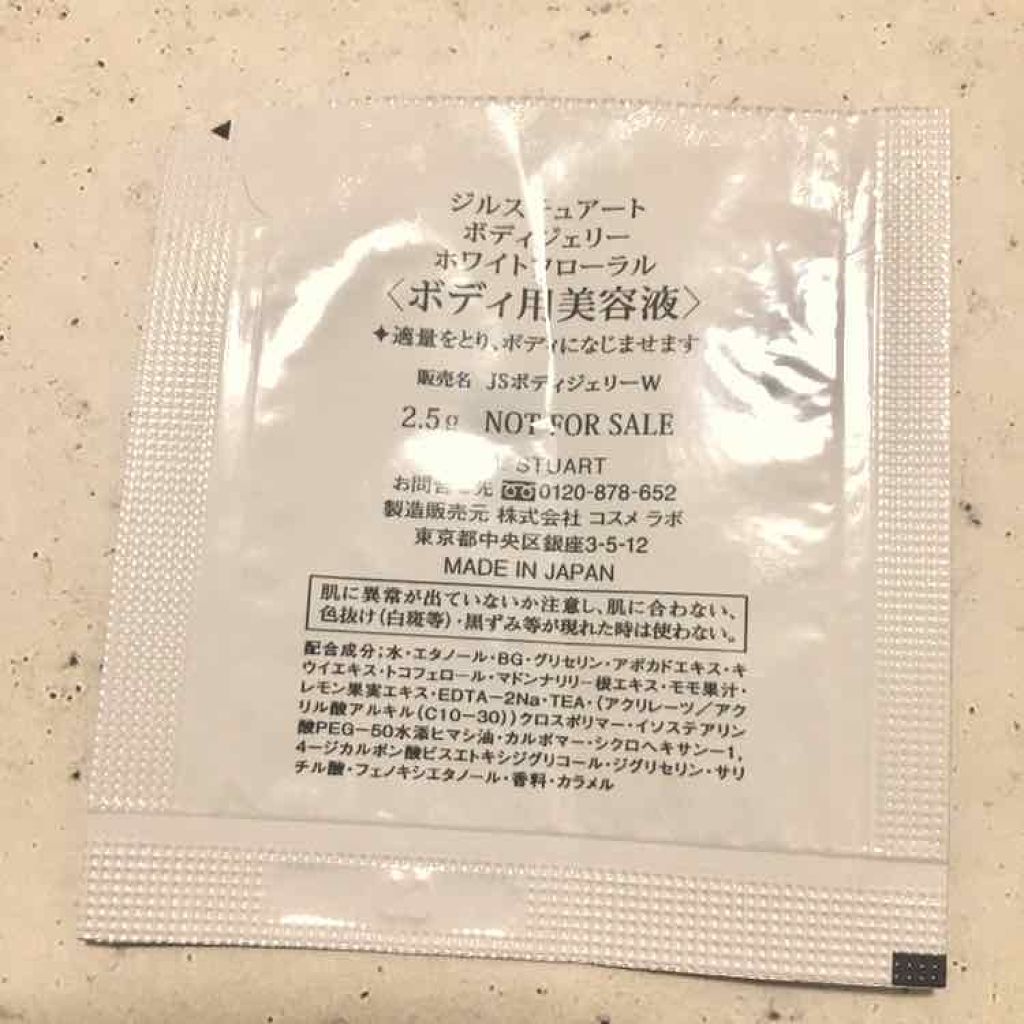 ジルスチュアート
ボディジェリー
ホワイトフローラル
〈ボディ用美容液〉
✦適量をとり、ボディになじませます
販売名 JSボディジェリーW
2.5g NOT FOR SALE
STUART
お問 先 0120-878-652
製造販売元 株式会社 コスメ ラボ
東京都中央区銀座3-5-12
MADE IN JAPAN
肌に異常が出ていないか注意し、肌に合わない、
色抜け(白斑等)・黒ずみ等が現れた時は使わない。
配合成分;水・エタノール・BG・グリセリン・アボカドエキス・キ
ウイエキス・トコフェロール・マドンナリリー根エキス・モモ果汁・
レモン果実エキス・EDTA-2Na・TEA・(アクリレーツ/アク
リル酸アルキル(C10-30))クロスポリマー・イソステアリン
酸PEG-50水添ヒマシ油・カルボマー・シクロヘキサン-1,
4-ジカルボン酸ビスエトキシジグリコール・ジグリセリン・サリ
チル酸・フェノキシエタノール・香料・カラメル